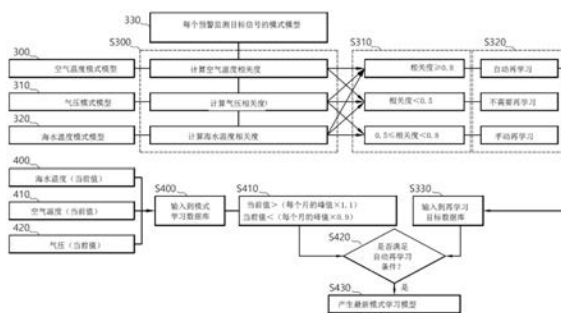 330
每个预警监测目标信号的模式模型
S300
S310
S320
300
空气温度模式模型
计算空气温度相关度
相关度≥0.8
自动再学习
310
气压模式模型
计算气压相关度)
相关度<0.5
不需要再学习
320
海水温度模式模型
计算海水温度相关度
0.5≤相关度<0.8
手动再学习
400
海水温度(当前值)
410
空气温度(当前值)
420
气压(当前值)
S400
输入到模式
学习数据库
S410
当前值>(每个月的峰值×1.1)
当前值<(每个月的峰值×0.9)
S330
输入到再学习
目标数据库
S420
是否满足
自动再学习
条件?
是
S430
产生最新模式学习模型